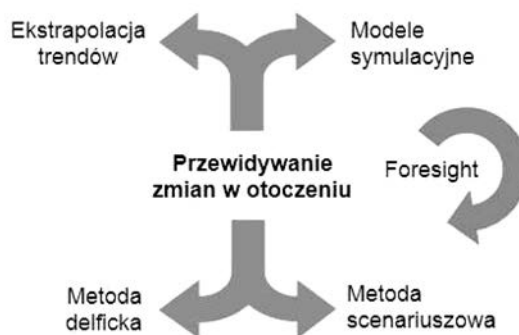 Ekstrapolacja
trendów
Modele
symulacyjne
Przewidywanie
zmian w otoczeniu
Foresight
Metoda
delficka
Metoda
scenariuszowa